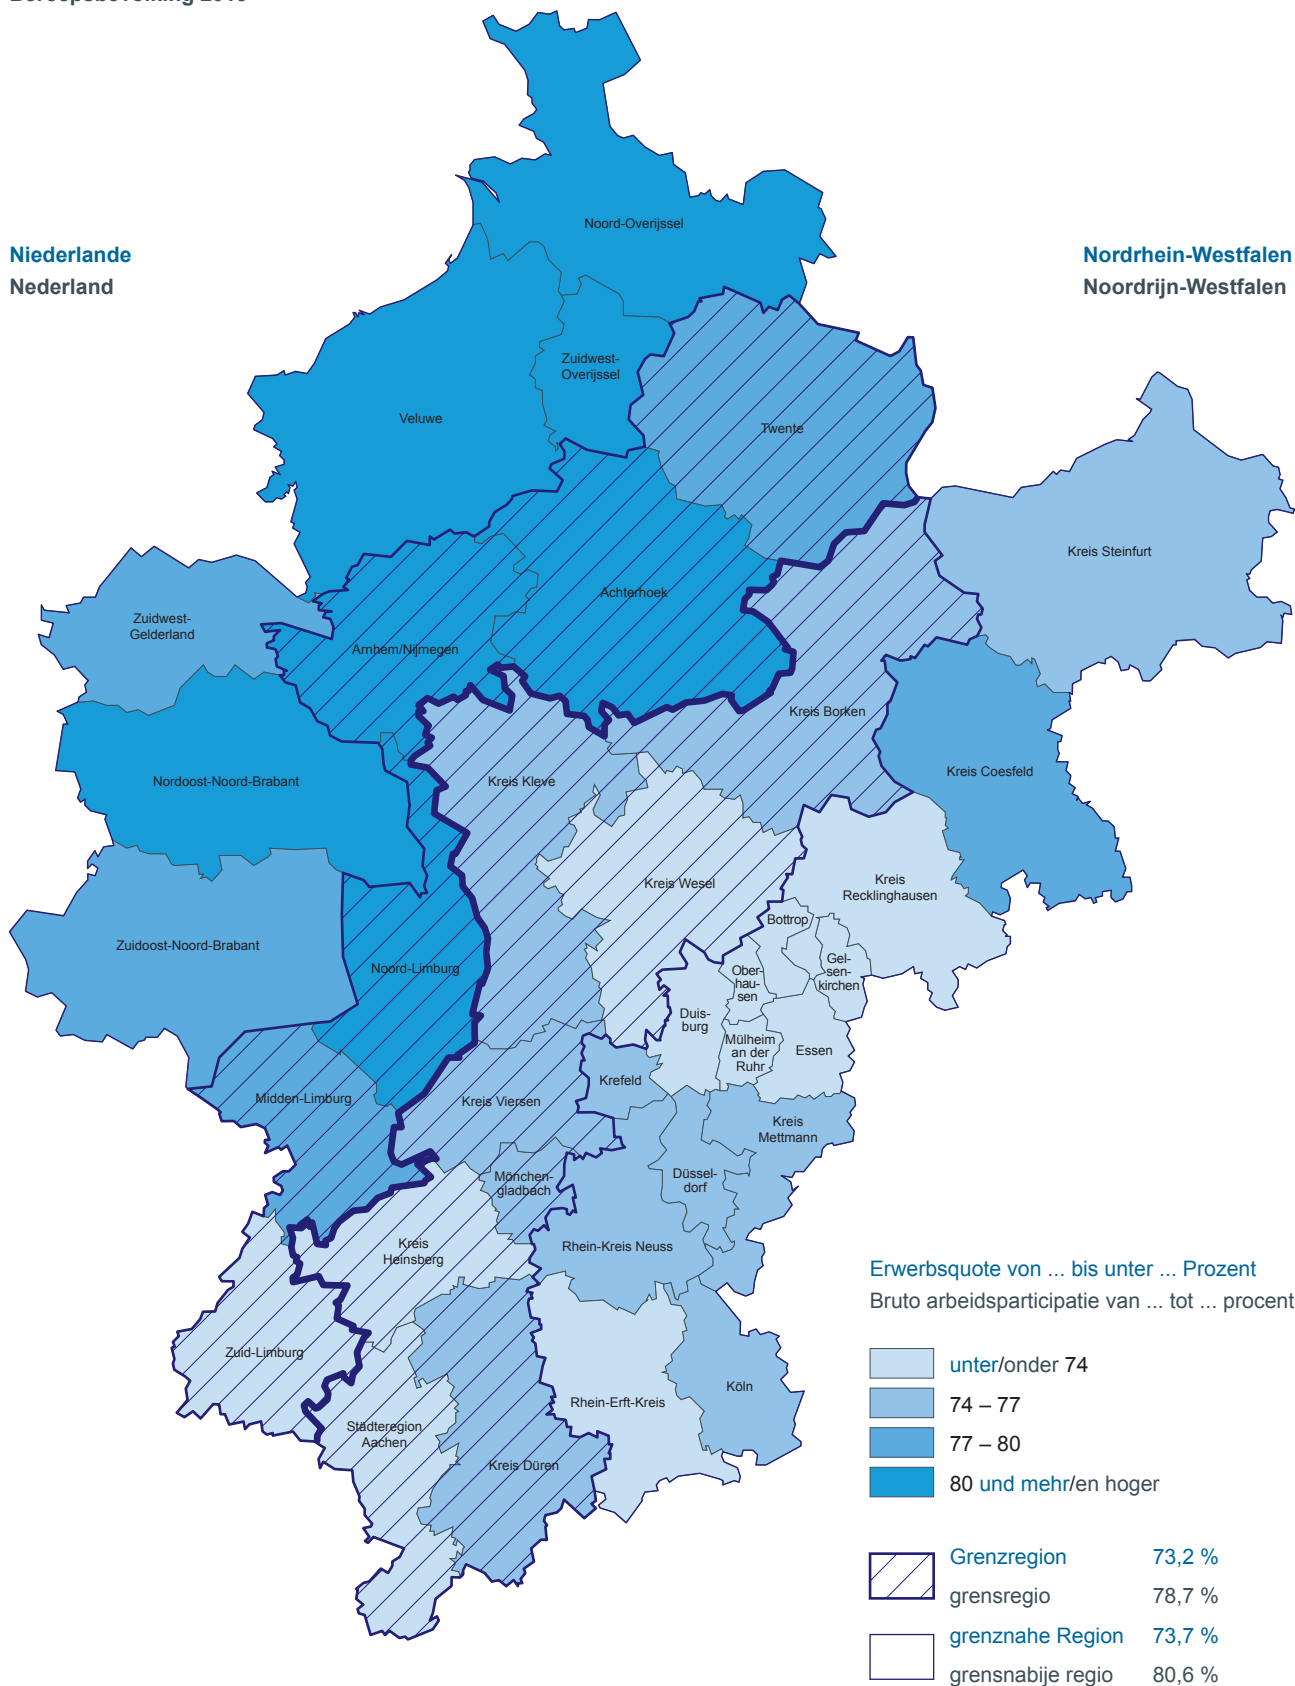 Niederlande
Nederland
Nordrhein-Westfalen
Noordrijn-Westfalen
Noord-Overijssel
Zuidwest-
Overijssel
Veluwe
Twente
Kreis Steinfurt
Achterhoek
Zuidwest-
Gelderland
Arnhem/Nijmegen
Kreis Borken
Kreis Coesfeld
Nordoost-Noord-Brabant
Kreis Kleve
Kreis Wesel
Kreis
Recklinghausen
Bottrop
Zuidoost-Noord-Brabant
Noord-Limburg
Ober-
hau-
sen
Gel-
sen-
kirchen
Duis-
burg
Mülheim
an der
Ruhr
Essen
Krefeld
Midden-Limburg
Kreis Viersen
Kreis
Mettmann
Mönchen-
gladbach
Düssel-
dorf
Kreis
Heinsberg
Rhein-Kreis Neuss
Zuid-Limburg
Köln
Rhein-Erft-Kreis
Städteregion
Aachen
Kreis Düren
Erwerbsquote von ... bis unter ... Prozent
Bruto arbeidsparticipatie van ... tot ... procent
unter/onder 74
74 – 77
77 – 80
80 und mehr/en hoger
Grenzregion 73,2 %
grensregio 78,7 %
grenznahe Region 73,7 %
grensnabije regio 80,6 %